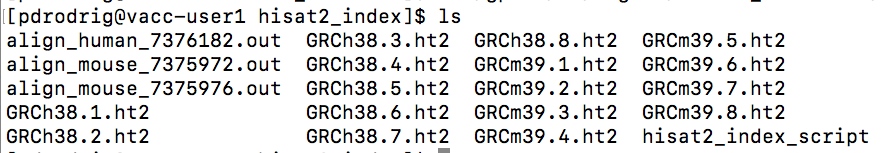 [[pdrodrig@vacc-user1 hisat2_index]$ ls
align_human_7376182.out GRCh38.3.ht2 GRCh38.8.ht2 GRCm39.5.ht2
align_mouse_7375972.out GRCh38.4.ht2 GRCm39.1.ht2 GRCm39.6.ht2
align_mouse_7375976.out GRCh38.5.ht2 GRCm39.2.ht2 GRCm39.7.ht2
GRCh38.1.ht2 GRCh38.6.ht2 GRCm39.3.ht2 GRCm39.8.ht2
GRCh38.2.ht2 GRCh38.7.ht2 GRCm39.4.ht2 hisat2_index_script